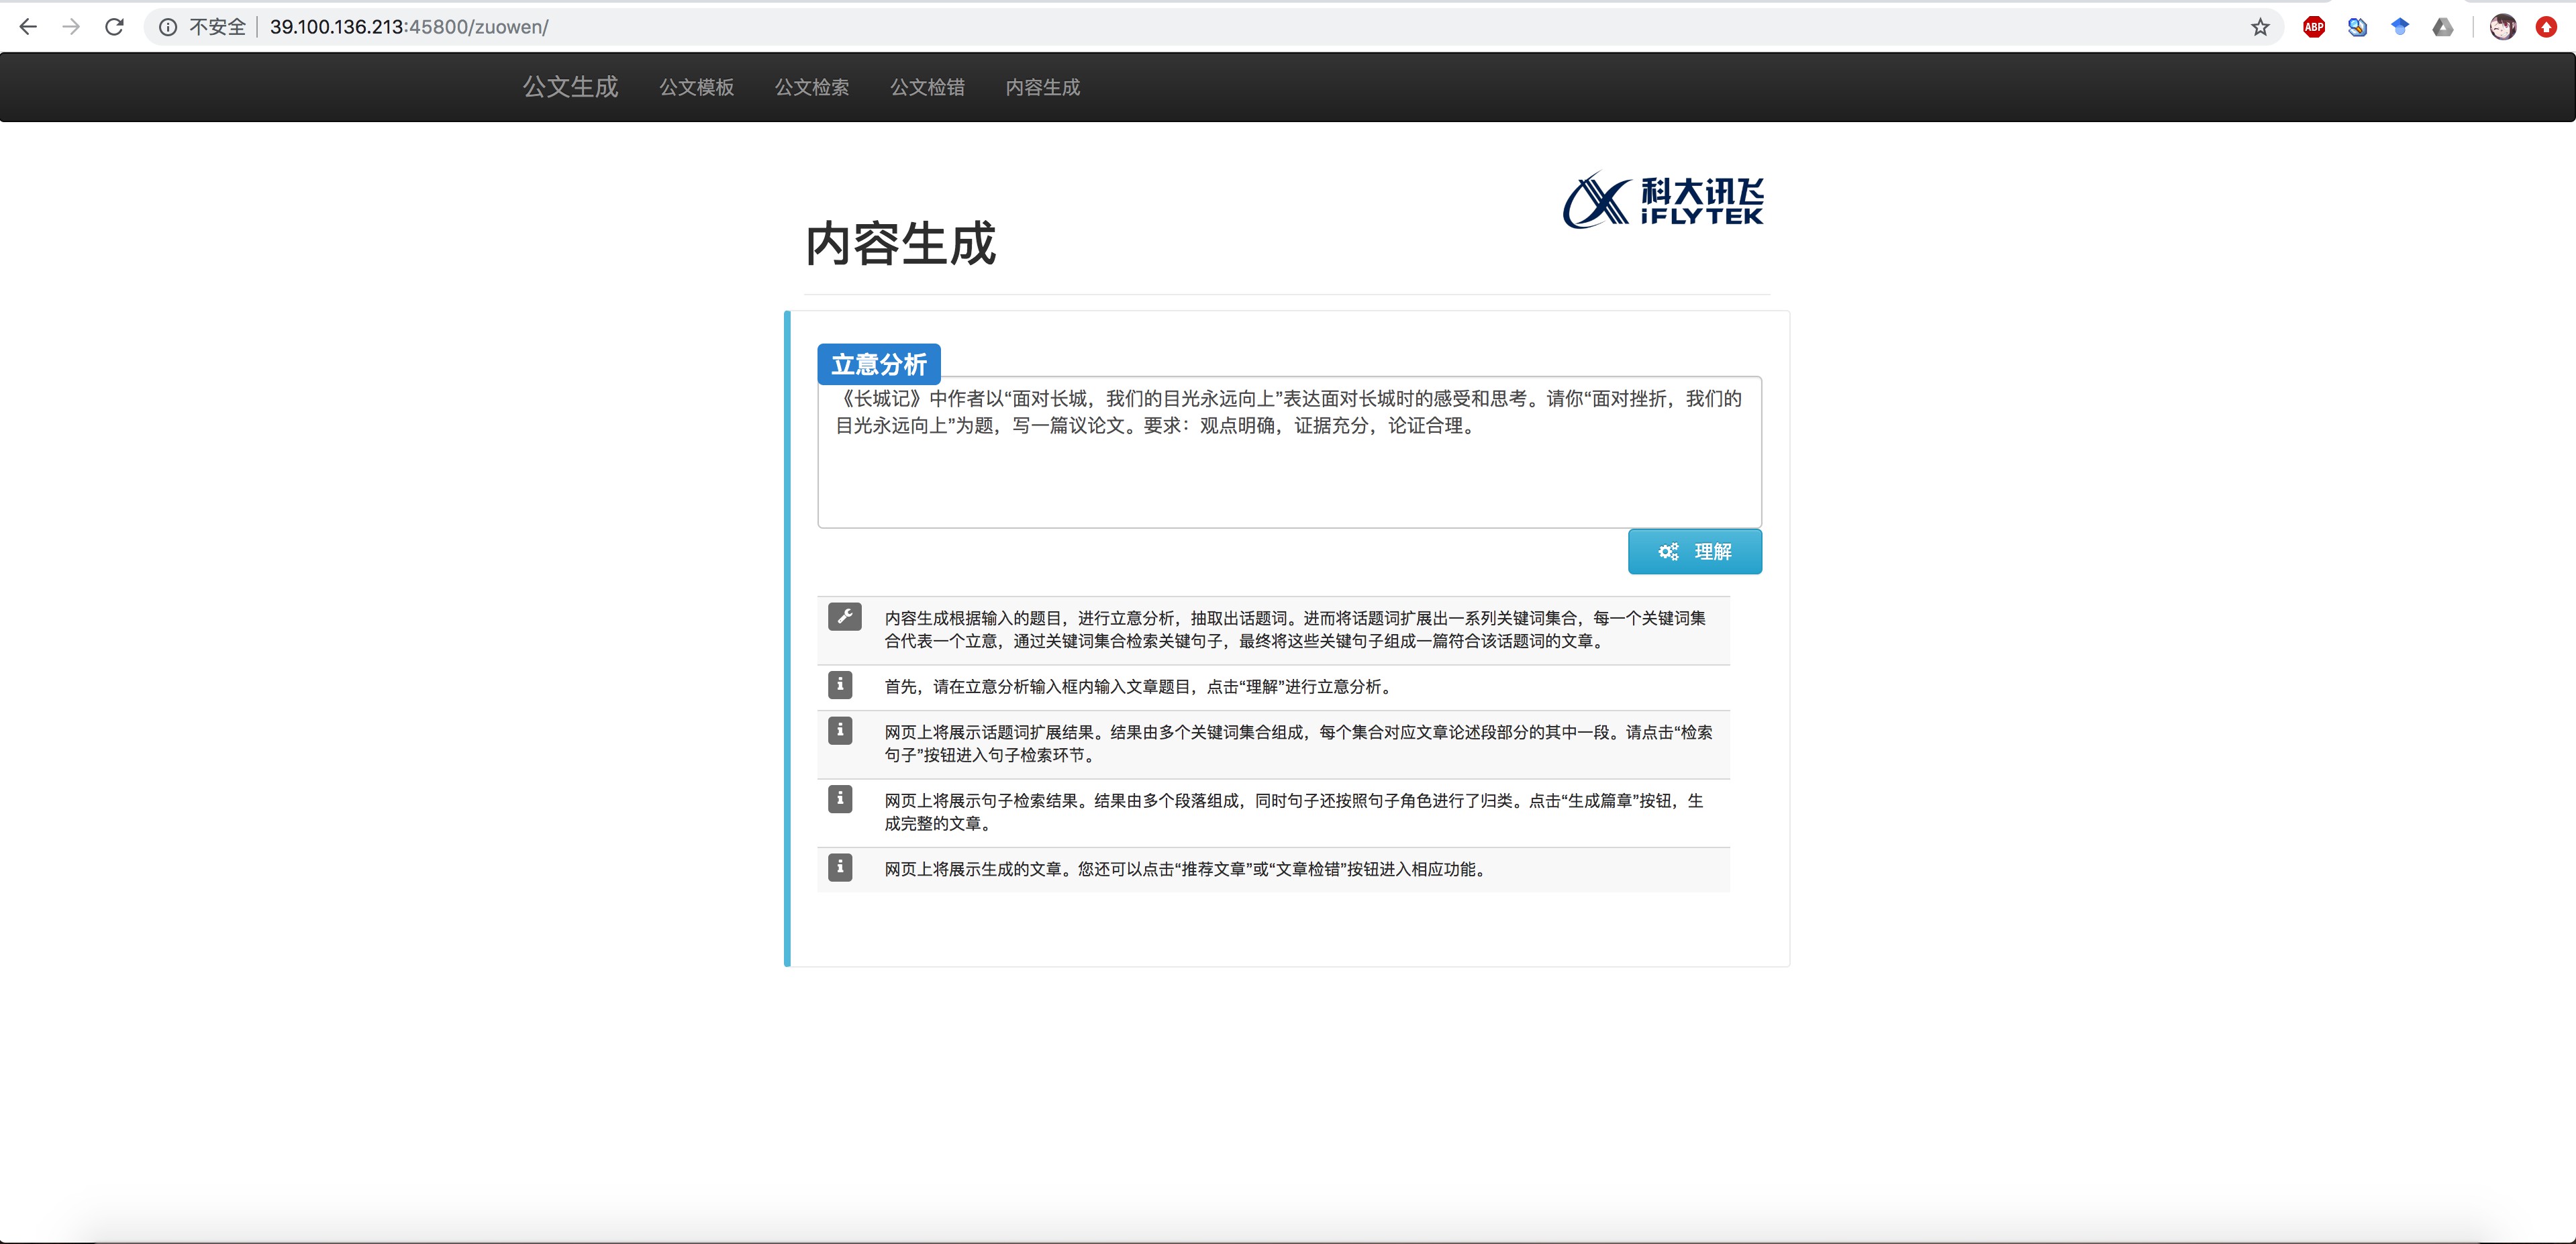 不安全 39.100.136.213:45800/zuowen/
ABP
公文生成 公文模板 公文检索 公文检错 内容生成
科大讯飞
iFLYTEK
内容生成
立意分析
《长城记》中作者以“面对长城，我们的目光永远向上”表达面对长城时的感受和思考。请你“面对挫折，我们的
目光永远向上”为题，写一篇议论文。要求：观点明确，证据充分，论证合理。
理解
内容生成根据输入的题目，进行立意分析，抽取出话题词。进而将话题词扩展出一系列关键词集合，每一个关键词集
合代表一个立意，通过关键词集合检索关键句子，最终将这些关键句子组成一篇符合该话题词的文章。
首先，请在立意分析输入框内输入文章题目，点击“理解”进行立意分析。
网页上将展示话题词扩展结果。结果由多个关键词集合组成，每个集合对应文章论述段部分的其中一段。请点击“检索
句子”按钮进入句子检索环节。
网页上将展示句子检索结果。结果由多个段落组成，同时句子还按照句子角色进行了归类。点击“生成篇章”按钮，生
成完整的文章。
网页上将展示生成的文章。您还可以点击“推荐文章”或“文章检错”按钮进入相应功能。